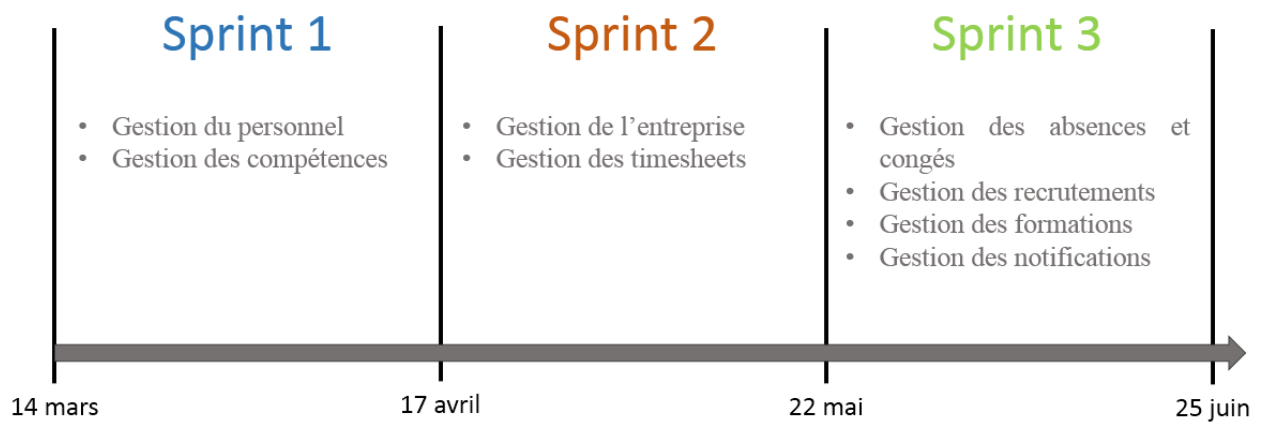 Sprint 1
• Gestion du personnel
• Gestion des compétences
Sprint 2
• Gestion de l’entreprise
• Gestion des timesheets
Sprint 3
• Gestion des absences et
congés
• Gestion des recrutements
• Gestion des formations
• Gestion des notifications
14 mars
17 avril
22 mai
25 juin